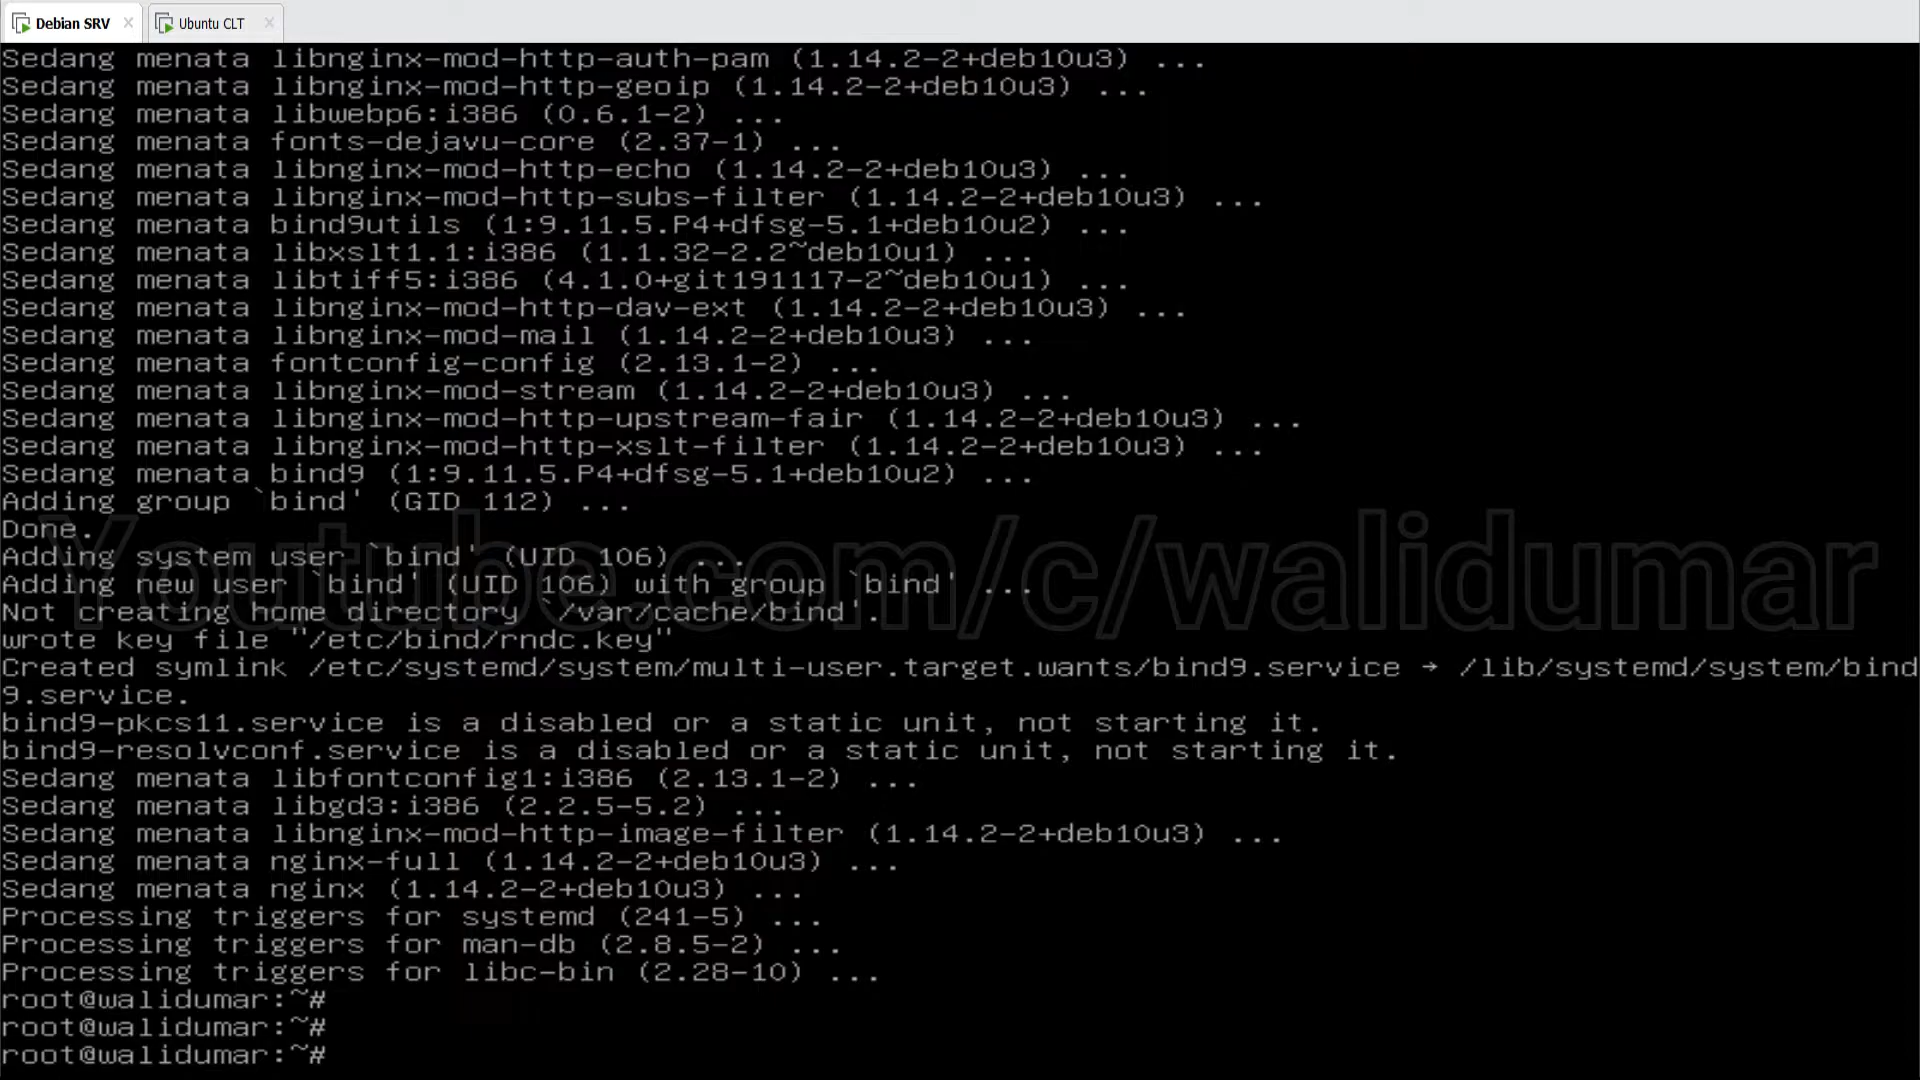 Debian SRV
Ubuntu CLT
Sedang menata libnginx-mod-http-auth-pam (1.14.2-2+deb10u3) ...
Sedang menata libnginx-mod-http-geoip (1.14.2-2+deb10u3) ...
Sedang menata libwebp6:i386 (0.6.1-2) ...
Sedang menata fonts-dejavu-core (2.37-1) ...
Sedang menata libnginx-mod-http-echo (1.14.2-2+deb10u3) ...
Sedang menata libnginx-mod-http-subs-filter (1.14.2-2+deb10u3) ...
Sedang menata bind9utils (1:9.11.5.P4+dfsg-5.1+deb10u2) ...
Sedang menata libxslt1.1:i386 (1.1.32-2.2~deb10u1) ...
Sedang menata libtiff5:i386 (4.1.0+git191117-2~deb10u1) ...
Sedang menata libnginx-mod-http-dav-ext (1.14.2-2+deb10u3) ...
Sedang menata libnginx-mod-mail (1.14.2-2+deb10u3) ...
Sedang menata fontconfig-config (2.13.1-2) ...
Sedang menata libnginx-mod-stream (1.14.2-2+deb10u3) ...
Sedang menata libnginx-mod-http-upstream-fair (1.14.2-2+deb10u3) ...
Sedang menata libnginx-mod-http-xslt-filter (1.14.2-2+deb10u3) ...
Sedang menata bind9 (1:9.11.5.P4+dfsg-5.1+deb10u2) ...
Adding group `bind' (GID 112) ...
Done.
Adding system user `bind' (UID 106) ...
Adding new user `bind' (UID 106) with group `bind' ...
Youtube.com/c/walidumar
Not creating home directory `/var/cache/bind'.
wrote key file "/etc/bind/rndc.key"
Created symlink /etc/systemd/system/multi-user.target.wants/bind9.service → /lib/systemd/system/bind
9.service.
bind9-pkcs11.service is a disabled or a static unit, not starting it.
bind9-resolvconf.service is a disabled or a static unit, not starting it.
Sedang menata libfontconfig1:i386 (2.13.1-2) ...
Sedang menata libgd3:i386 (2.2.5-5.2) ...
Sedang menata libnginx-mod-http-image-filter (1.14.2-2+deb10u3) ...
Sedang menata nginx-full (1.14.2-2+deb10u3) ...
Sedang menata nginx (1.14.2-2+deb10u3) ...
Processing triggers for systemd (241-5) ...
Processing triggers for man-db (2.8.5-2) ...
Processing triggers for libc-bin (2.28-10) ...
root@walidumar:~#
root@walidumar:~#
root@walidumar:~#